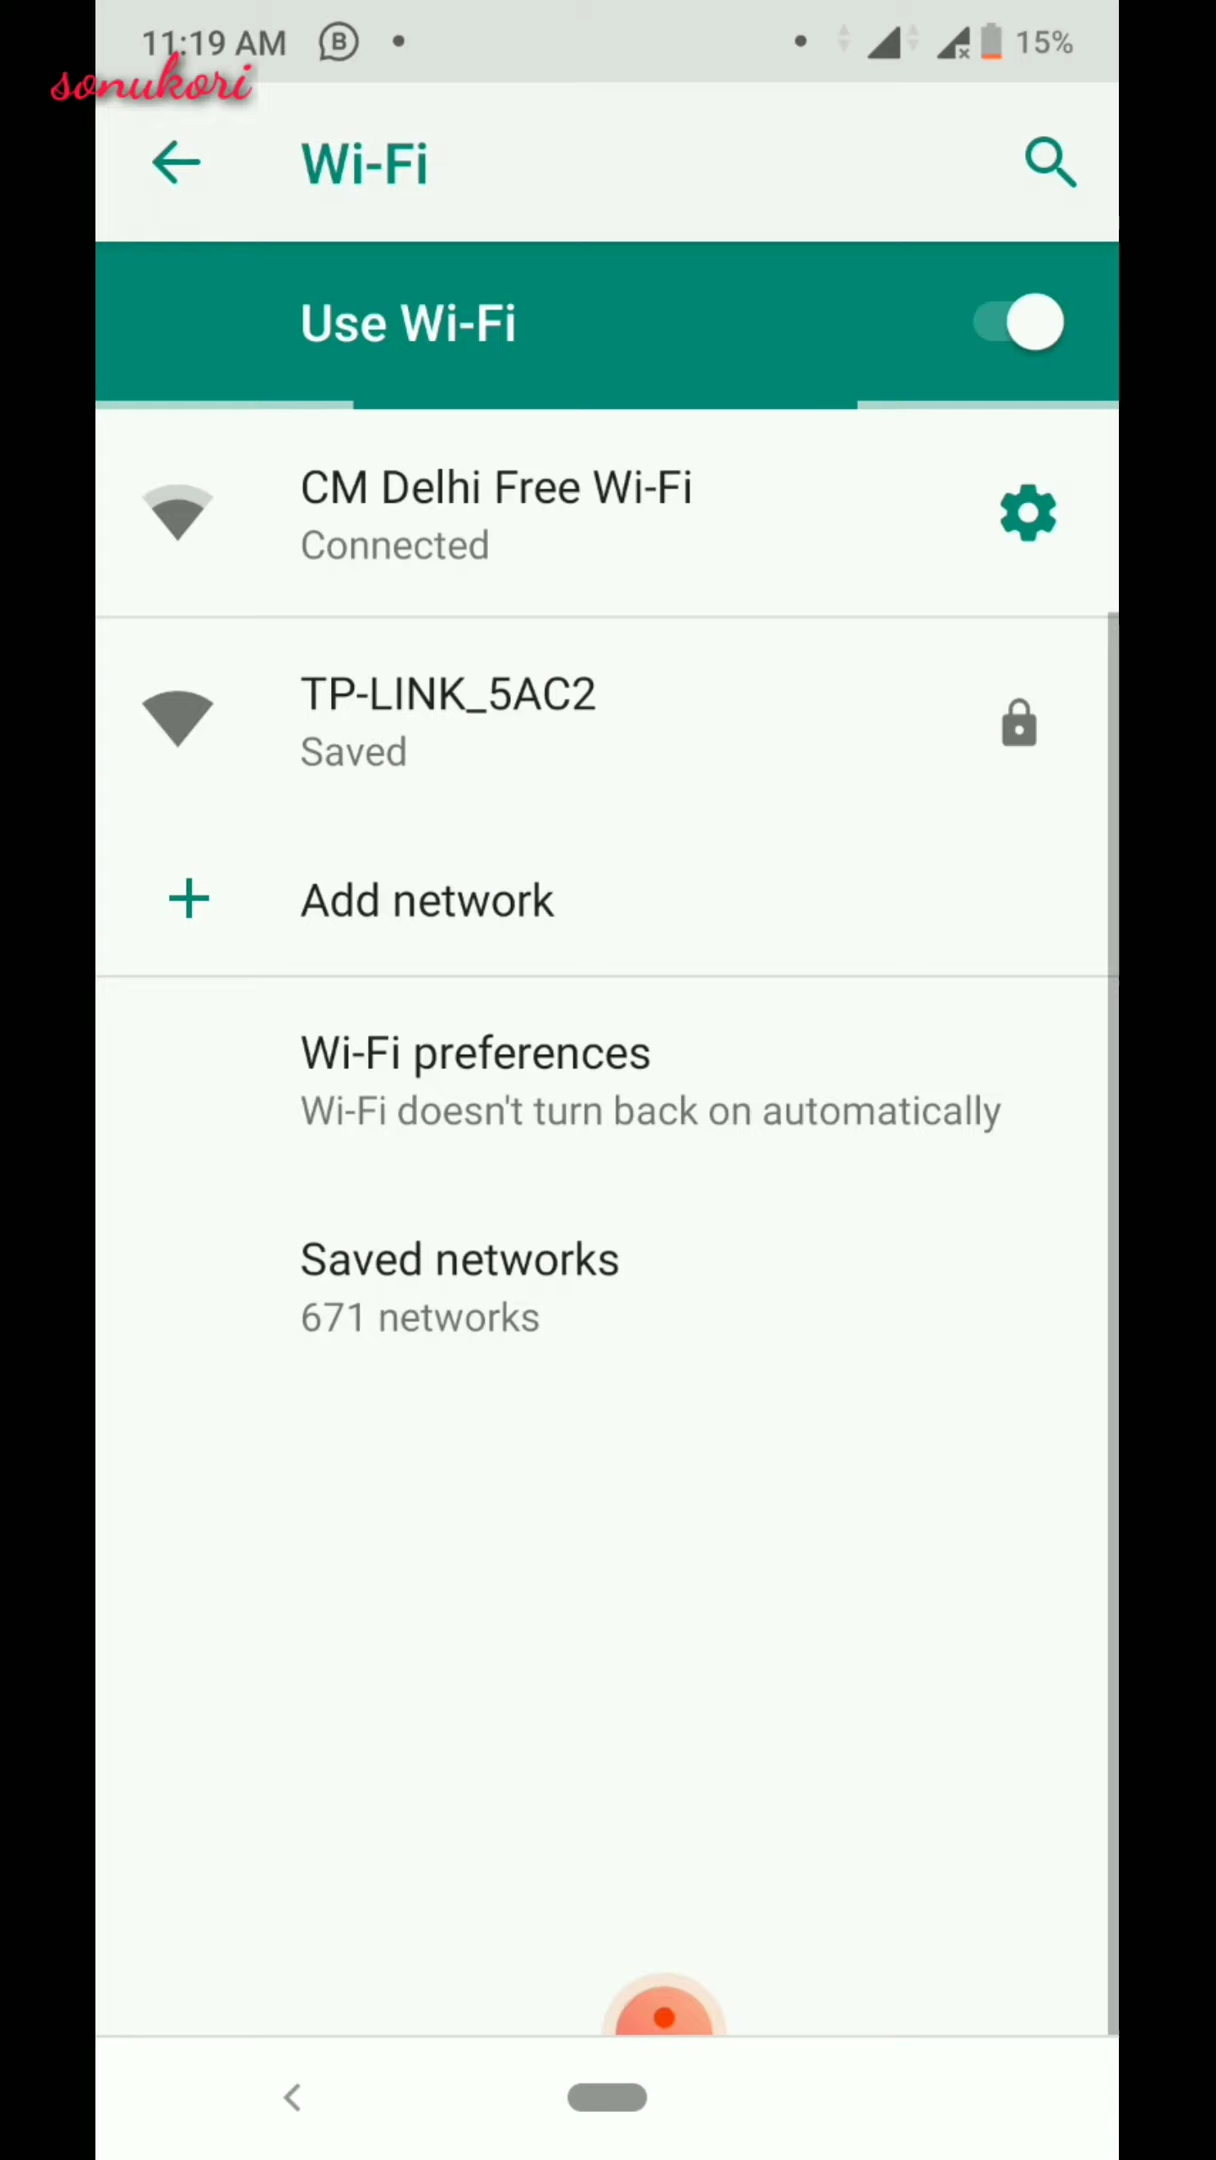 11:19 AM B 15%
sonukori
Wi-Fi
Use Wi-Fi
CM Delhi Free Wi-Fi
Connected
TP-LINK_5AC2
Saved
Add network
Wi-Fi preferences
Wi-Fi doesn't turn back on automatically
Saved networks
671 networks